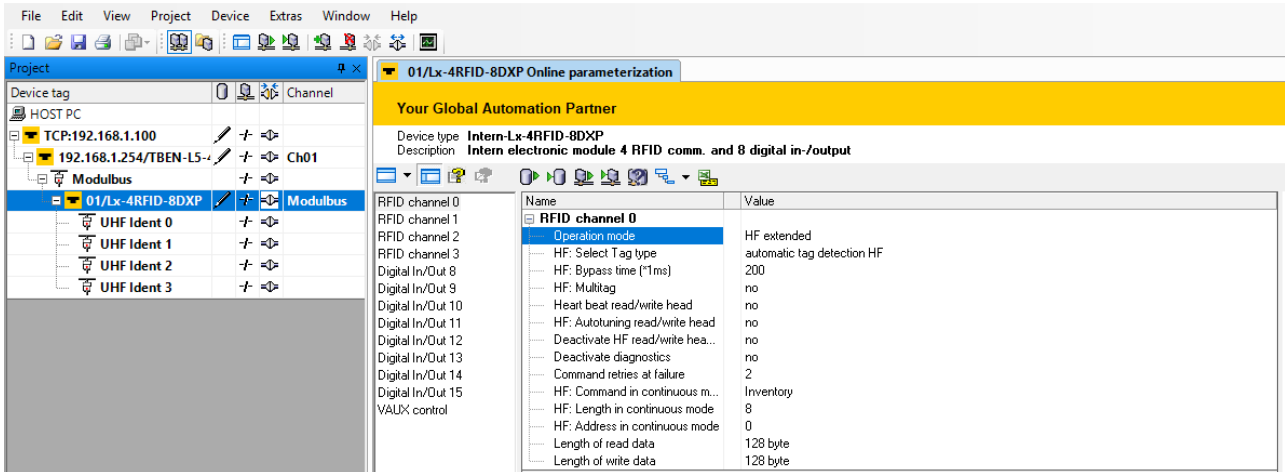 File Edit View Project Device Extras Window Help
Project
Device tag Channel
HOST PC
TCP:192.168.1.100
192.168.1.254/TBEN-L5-4 Ch01
Modulbus
01/Lx-4RFID-8DXP Modulbus
UHF Ident 0
UHF Ident 1
UHF Ident 2
UHF Ident 3
01/Lx-4RFID-8DXP Online parameterization
Your Global Automation Partner
Device type Intern-Lx-4RFID-8DXP
Description Intern electronic module 4 RFID comm. and 8 digital in-/output
RFID channel 0
RFID channel 1
RFID channel 2
RFID channel 3
Digital In/Out 8
Digital In/Out 9
Digital In/Out 10
Digital In/Out 11
Digital In/Out 12
Digital In/Out 13
Digital In/Out 14
Digital In/Out 15
VAUX control
Name Value
RFID channel 0
Operation mode HF extended
HF: Select Tag type automatic tag detection HF
HF: Bypass time (*1ms) 200
HF: Multitag no
Heart beat read/write head no
HF: Autotuning read/write head no
Deactivate HF read/write hea... no
Deactivate diagnostics no
Command retries at failure 2
HF: Command in continuous m... Inventory
HF: Length in continuous mode 8
HF: Address in continuous mode 0
Length of read data 128 byte
Length of write data 128 byte